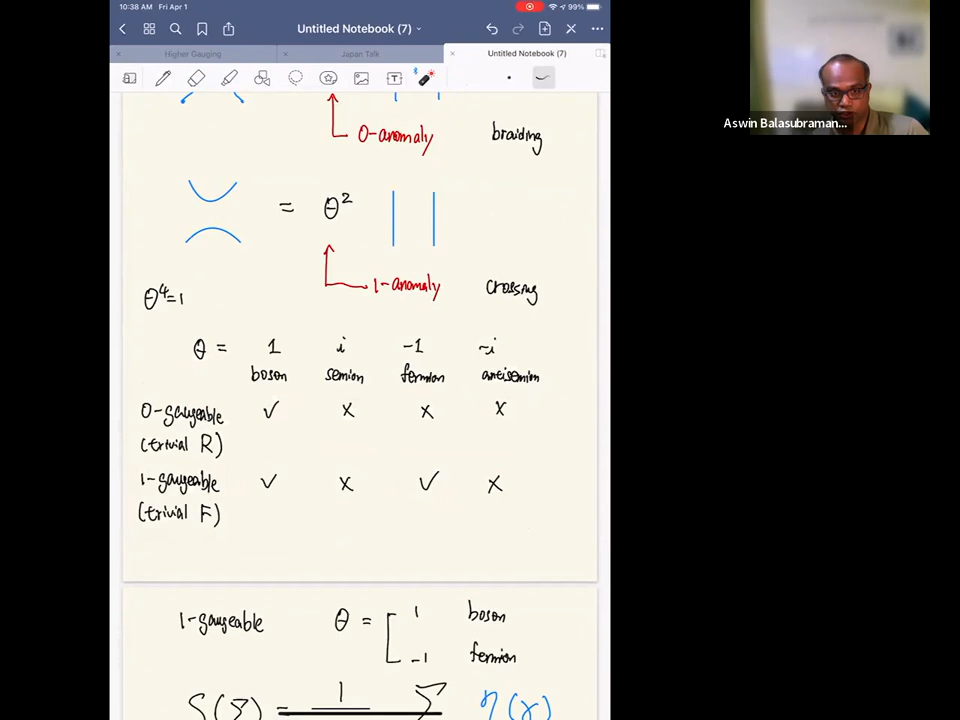 10:38 AM Fri Apr 1
99%
Untitled Notebook (7)
Higher Gauging
Japan Talk
Untitled Notebook (7)
Aswin Balasubraman...
0-anomaly
braiding
= θ²
1-anomaly
crossing
θ⁴=1
θ = 1 i -1 -i
boson semion fermion antisemion
0-gaugeable ✓ x x x
(trivial R)
1-gaugeable ✓ x ✓ x
(trivial F)
1-gaugeable θ = [ 1 boson
-1 fermion
S(Σ) = 1 Σ η(γ)